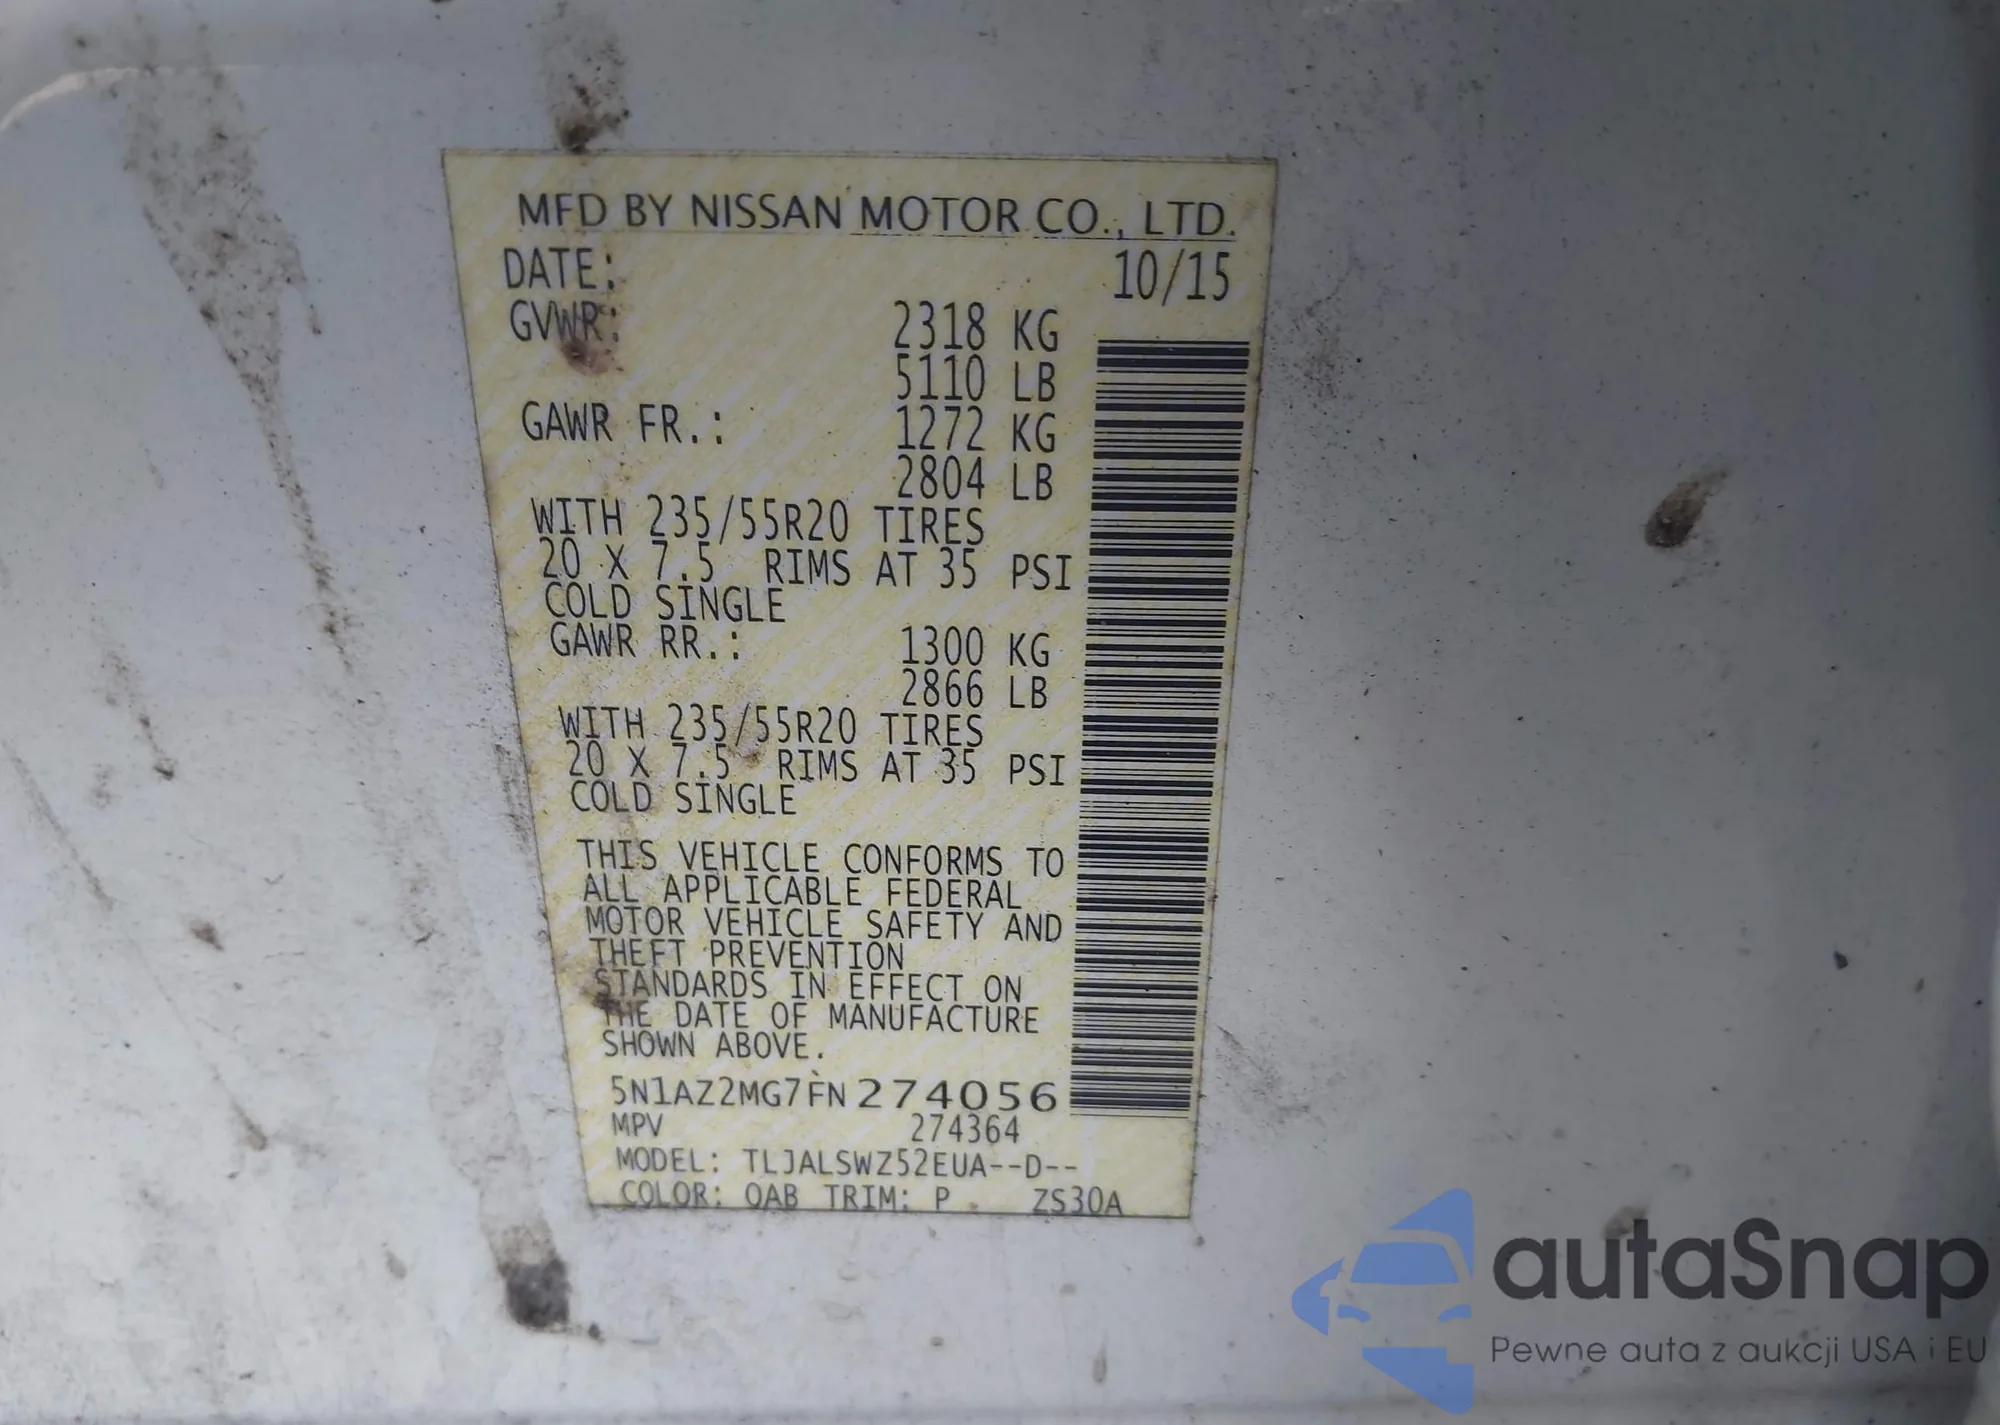 MFD BY NISSAN MOTOR CO., LTD.
DATE: 10/15
GVWR: 2318 KG
5110 LB
GAWR FR.: 1272 KG
2804 LB
WITH 235/55R20 TIRES
20 X 7.5 RIMS AT 35 PSI
COLD SINGLE
GAWR RR.: 1300 KG
2866 LB
WITH 235/55R20 TIRES
20 X 7.5 RIMS AT 35 PSI
COLD SINGLE
THIS VEHICLE CONFORMS TO
ALL APPLICABLE FEDERAL
MOTOR VEHICLE SAFETY AND
THEFT PREVENTION
STANDARDS IN EFFECT ON
THE DATE OF MANUFACTURE
SHOWN ABOVE.
5N1AZ2MG7FN274056
MPV 274364
MODEL: TLJALSWZ52EUA--D--
COLOR: QAB TRIM: P ZS30A
autaSnap
Pewne auta z aukcji USA i EU